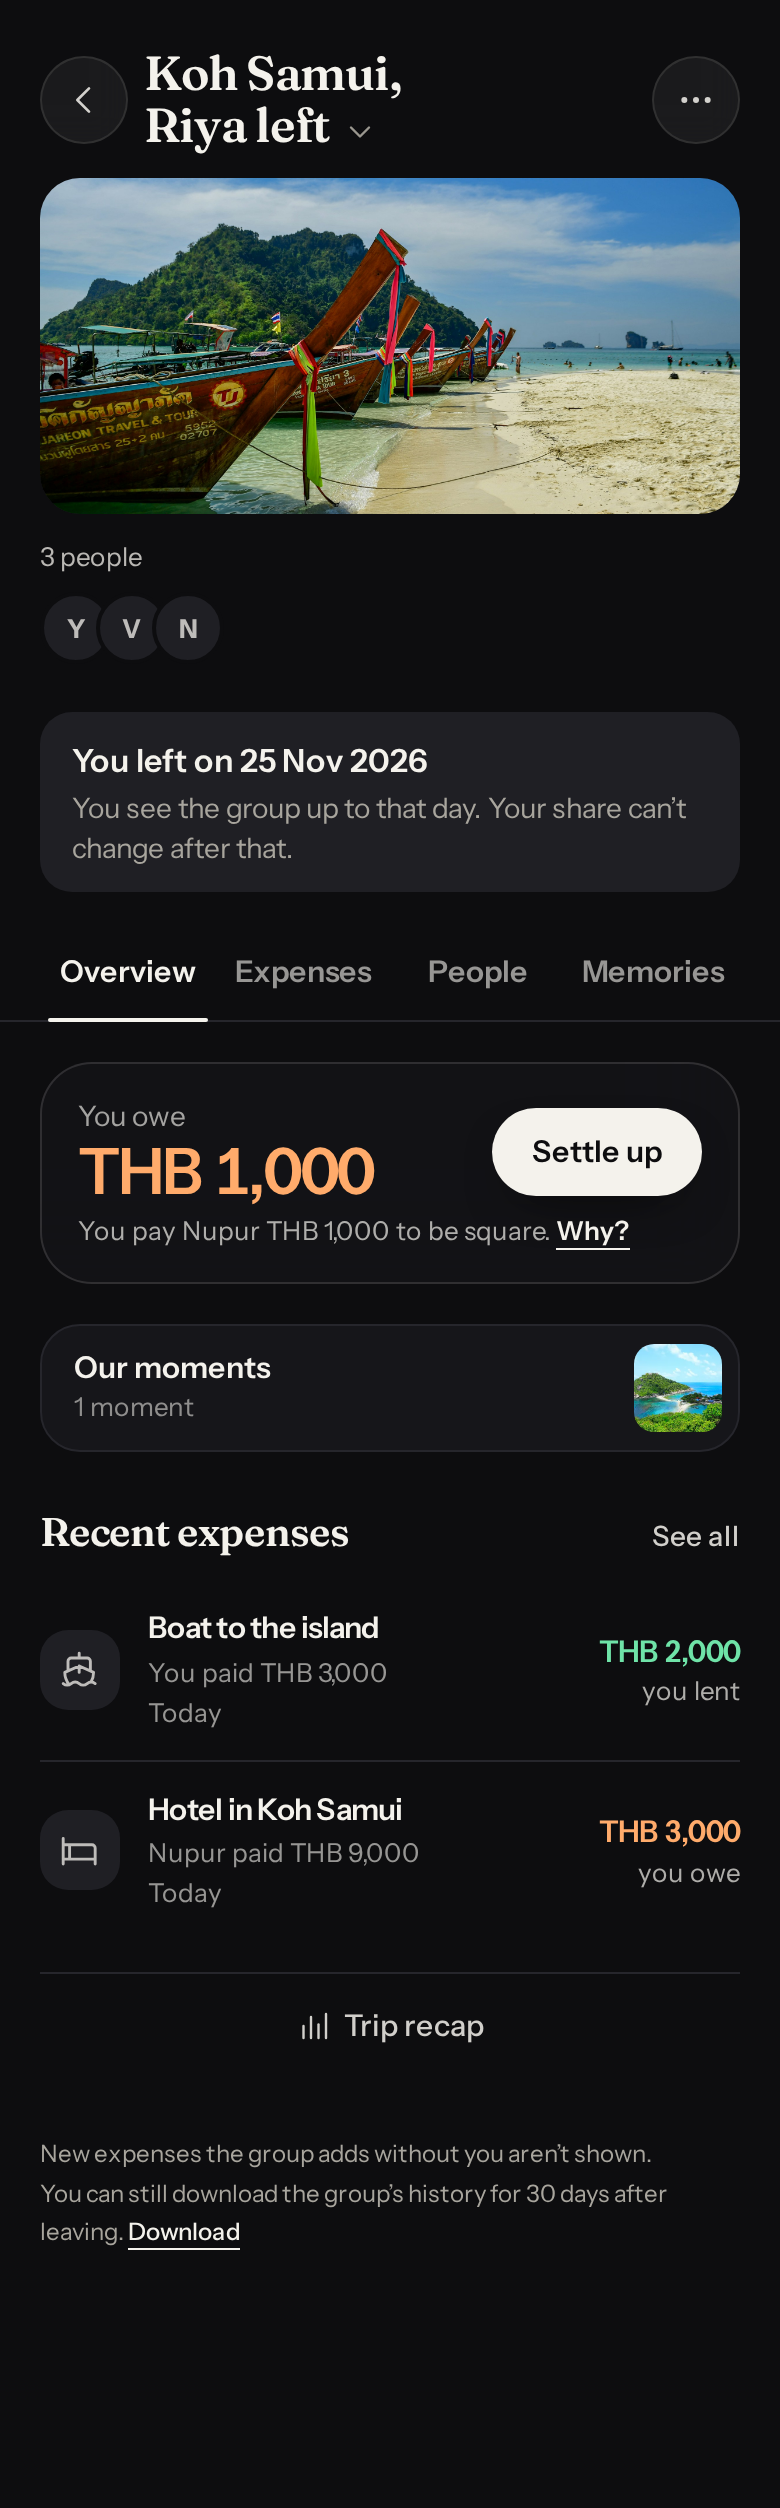 Koh Samui,
Riya left
JAREON TRAVEL & TOUR
5952
02707
3 people
Y V N
You left on 25 Nov 2026
You see the group up to that day. Your share can’t
change after that.
Overview Expenses People Memories
You owe
THB 1,000
Settle up
You pay Nupur THB 1,000 to be square. Why?
Our moments
1 moment
Recent expenses
See all
Boat to the island
You paid THB 3,000
Today
THB 2,000
you lent
Hotel in Koh Samui
Nupur paid THB 9,000
Today
THB 3,000
you owe
Trip recap
New expenses the group adds without you aren’t shown.
You can still download the group’s history for 30 days after
leaving. Download